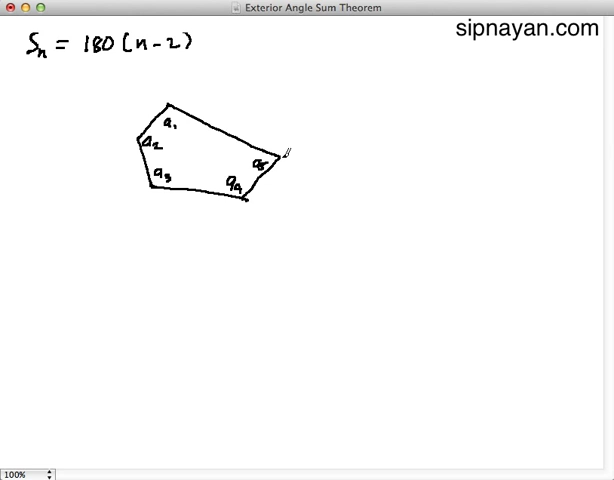 Exterior Angle Sum Theorem
sipnayan.com
Sn = 180 (n - 2)
a1
a2
a3
a4
a5
100%